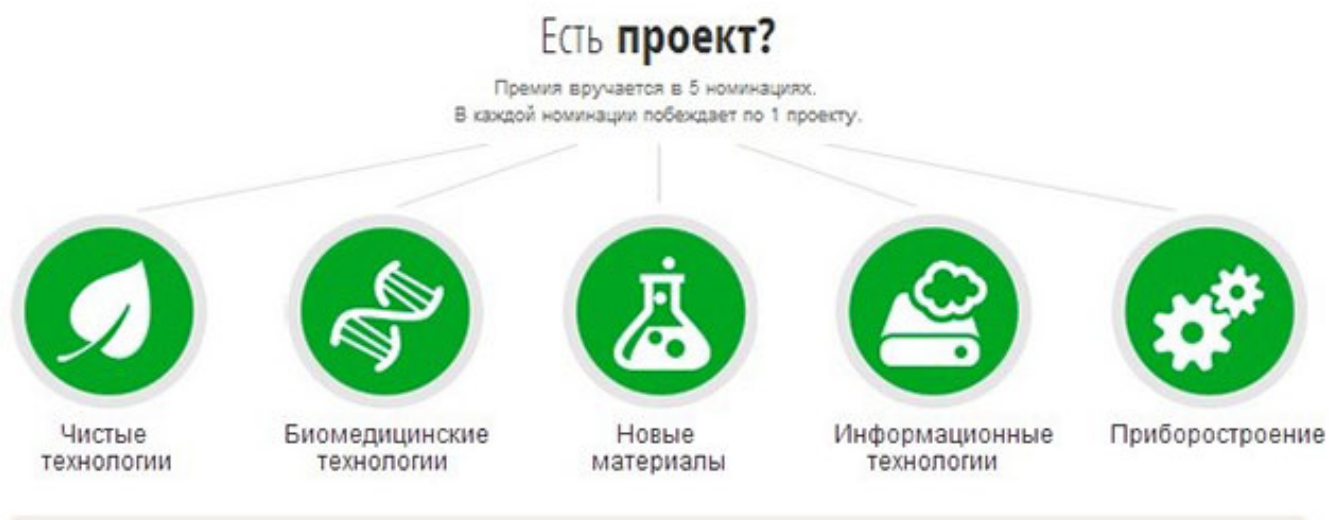 Есть проект?
Премия вручается в 5 номинациях.
В каждой номинации побеждает по 1 проекту.
Чистые
технологии
Биомедицинские
технологии
Новые
материалы
Информационные
технологии
Приборостроение